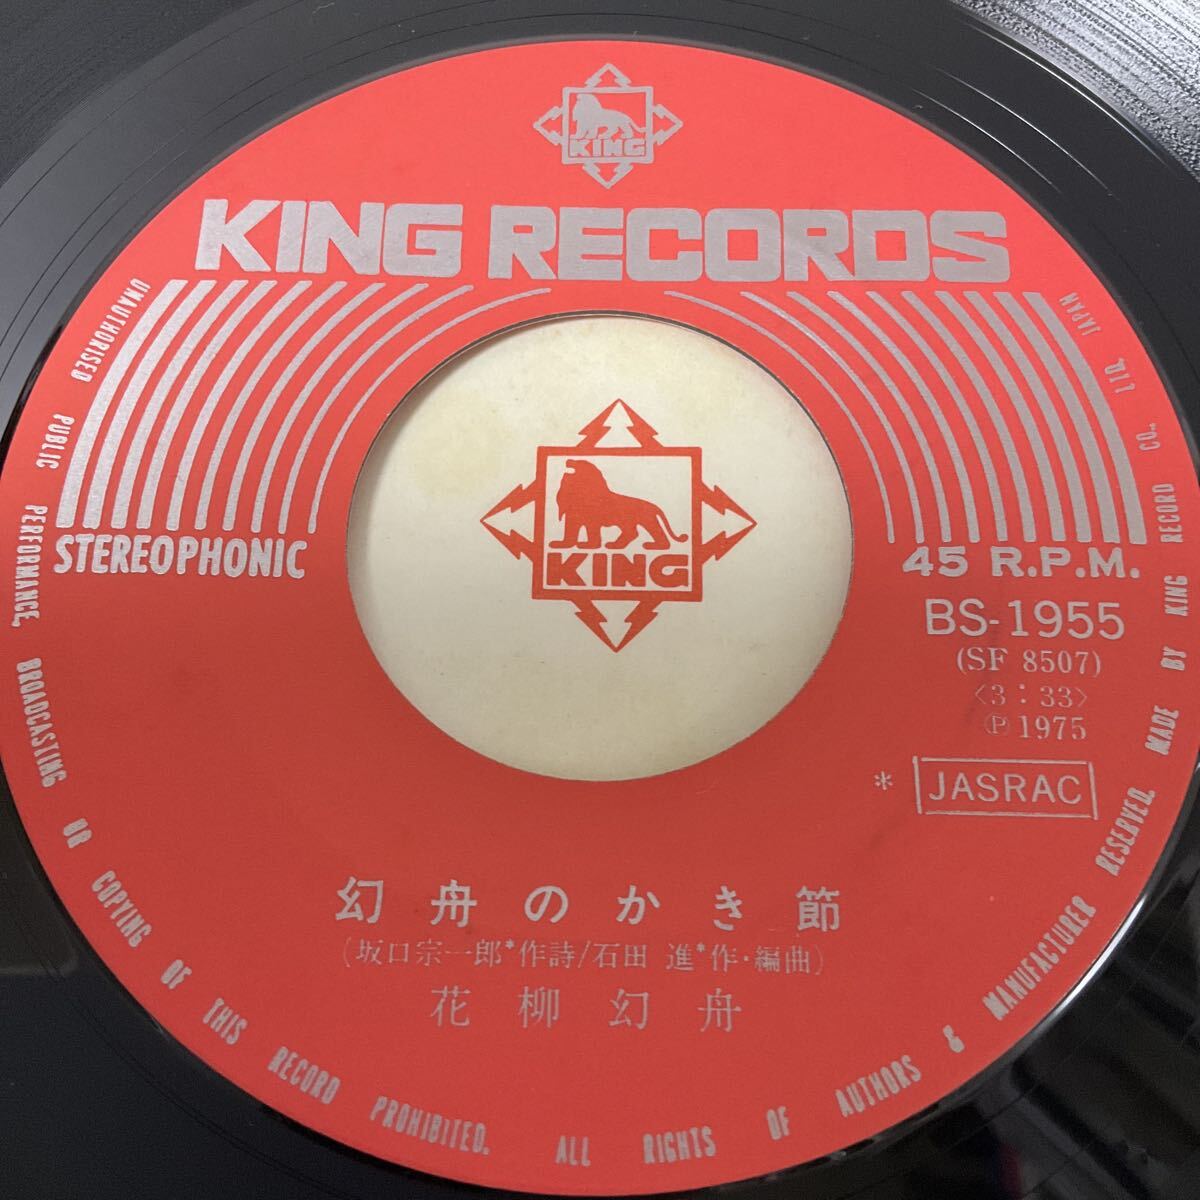 KING
KING RECORDS
KING
STEREOPHONIC
45 R.P.M.
BS-1955
(SF 8507)
<3:33>
Ⓟ1975
* JASRAC
幻舟のかき節
(坂口宗一郎*作詩/石田 進*作・編曲)
花柳幻舟
UNAUTHORISED PUBLIC PERFORMANCE, BROADCASTING OR COPYING OF THIS RECORD PROHIBITED. ALL RIGHTS OF AUTHORS & MANUFACTURER RESERVED. MADE BY KING RECORD CO., LTD. JAPAN